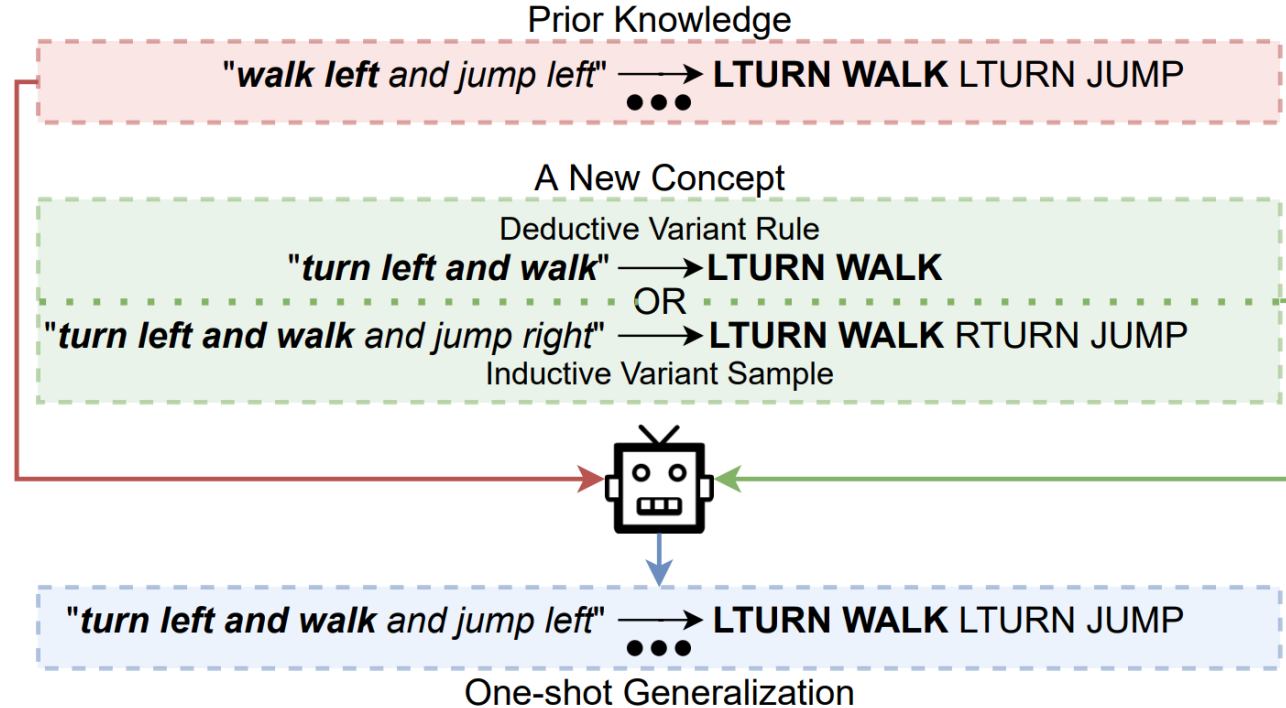 Prior Knowledge
"walk left and jump left" → LTURN WALK LTURN JUMP
●●●
A New Concept
Deductive Variant Rule
"turn left and walk" → LTURN WALK
OR
"turn left and walk and jump right" → LTURN WALK RTURN JUMP
Inductive Variant Sample
"turn left and walk and jump left" → LTURN WALK LTURN JUMP
●●●
One-shot Generalization